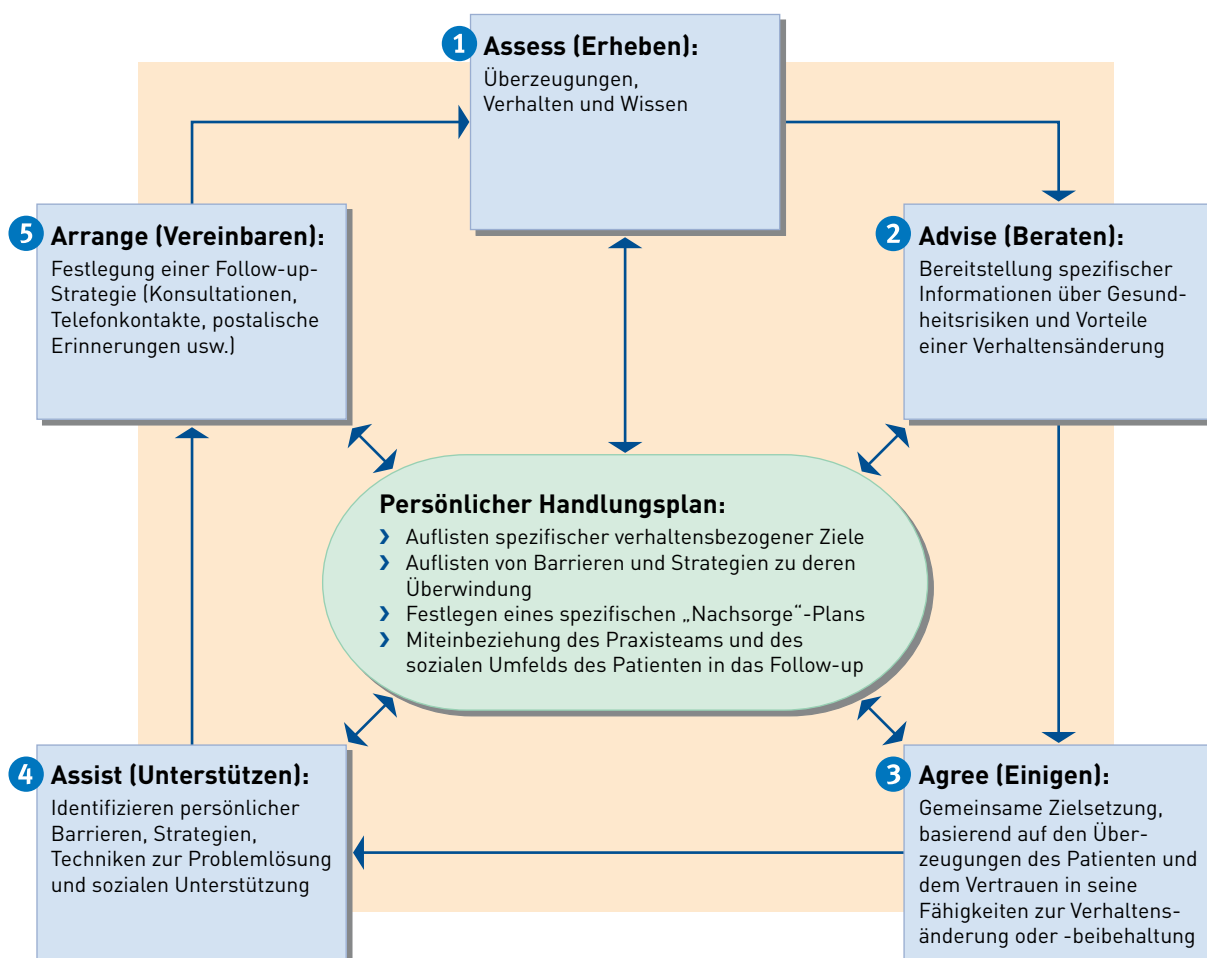 1 Assess (Erheben):
Überzeugungen,
Verhalten und Wissen
2 Advise (Beraten):
Bereitstellung spezifischer
Informationen über Gesund-
heitsrisiken und Vorteile
einer Verhaltensänderung
3 Agree (Einigen):
Gemeinsame Zielsetzung,
basierend auf den Über-
zeugungen des Patienten und
dem Vertrauen in seine
Fähigkeiten zur Verhaltens-
änderung oder -beibehaltung
4 Assist (Unterstützen):
Identifizieren persönlicher
Barrieren, Strategien,
Techniken zur Problemlösung
und sozialen Unterstützung
5 Arrange (Vereinbaren):
Festlegung einer Follow-up-
Strategie (Konsultationen,
Telefonkontakte, postalische
Erinnerungen usw.)
Persönlicher Handlungsplan:
› Auflisten spezifischer verhaltensbezogener Ziele
› Auflisten von Barrieren und Strategien zu deren
Überwindung
› Festlegen eines spezifischen „Nachsorge“-Plans
› Miteinbeziehung des Praxisteams und des
sozialen Umfelds des Patienten in das Follow-up